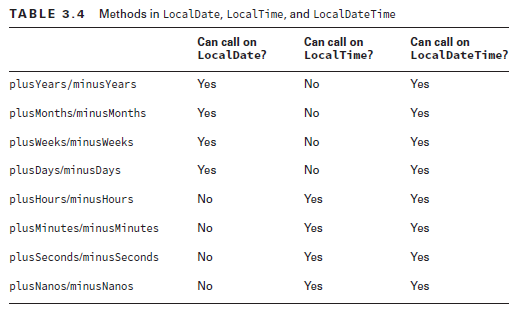 TABLE 3.4 Methods in LocalDate, LocalTime, and LocalDateTime
Can call on LocalDate? Can call on LocalTime? Can call on LocalDateTime?
plusYears/minusYears Yes No Yes
plusMonths/minusMonths Yes No Yes
plusWeeks/minusWeeks Yes No Yes
plusDays/minusDays Yes No Yes
plusHours/minusHours No Yes Yes
plusMinutes/minusMinutes No Yes Yes
plusSeconds/minusSeconds No Yes Yes
plusNanos/minusNanos No Yes Yes